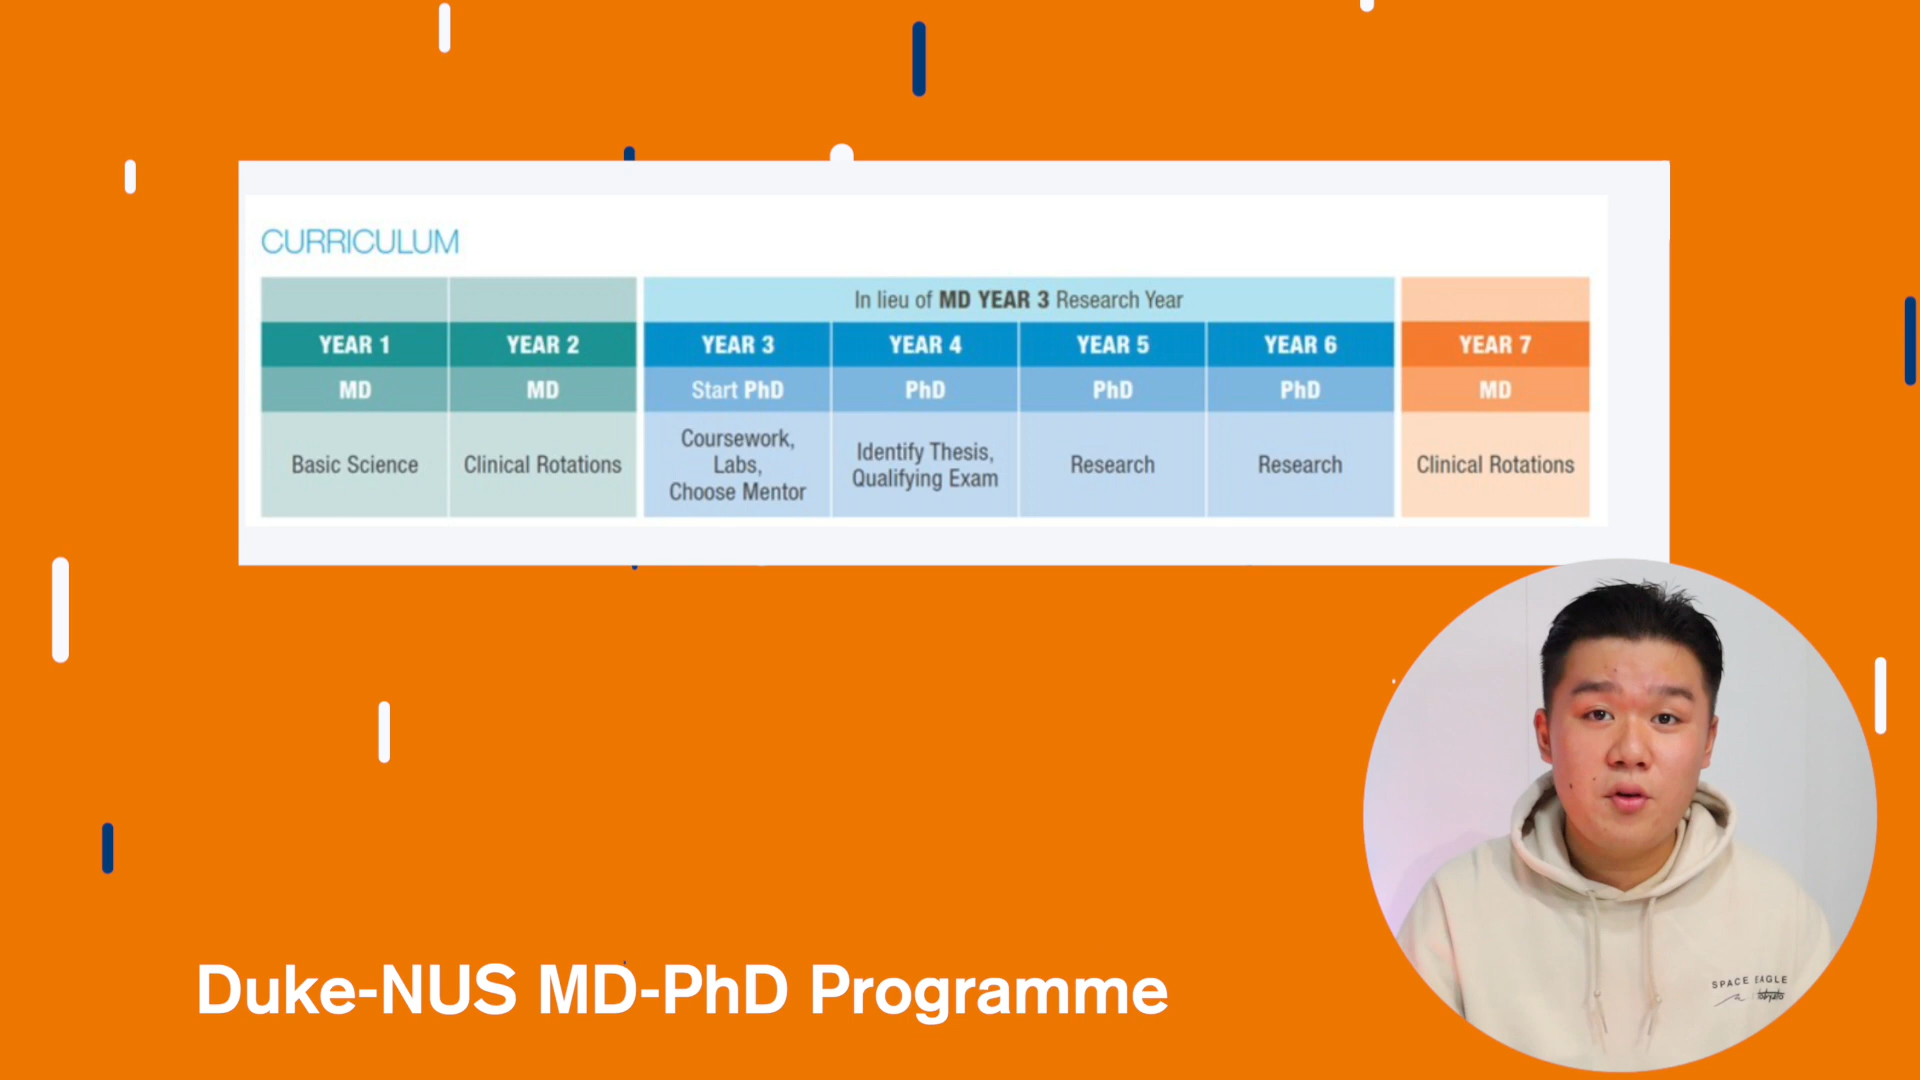 CURRICULUM
In lieu of MD YEAR 3 Research Year
YEAR 1 YEAR 2 YEAR 3 YEAR 4 YEAR 5 YEAR 6 YEAR 7
MD MD Start PhD PhD PhD PhD MD
Basic Science
Clinical Rotations
Coursework,
Labs,
Choose Mentor
Identify Thesis,
Qualifying Exam
Research
Research
Clinical Rotations
SPACE EAGLE
Duke-NUS MD-PhD Programme